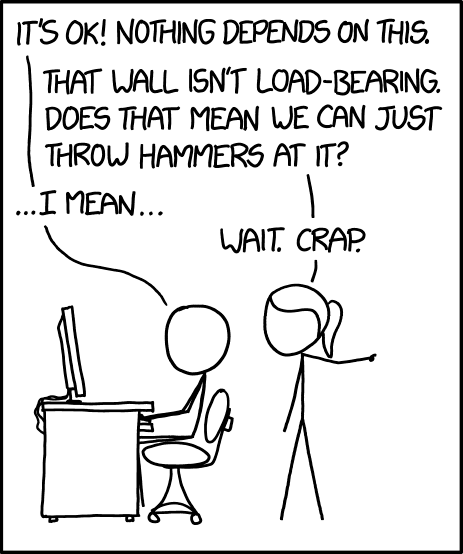 IT'S OK! NOTHING DEPENDS ON THIS.
THAT WALL ISN'T LOAD-BEARING.
DOES THAT MEAN WE CAN JUST
THROW HAMMERS AT IT?
...I MEAN...
WAIT. CRAP.